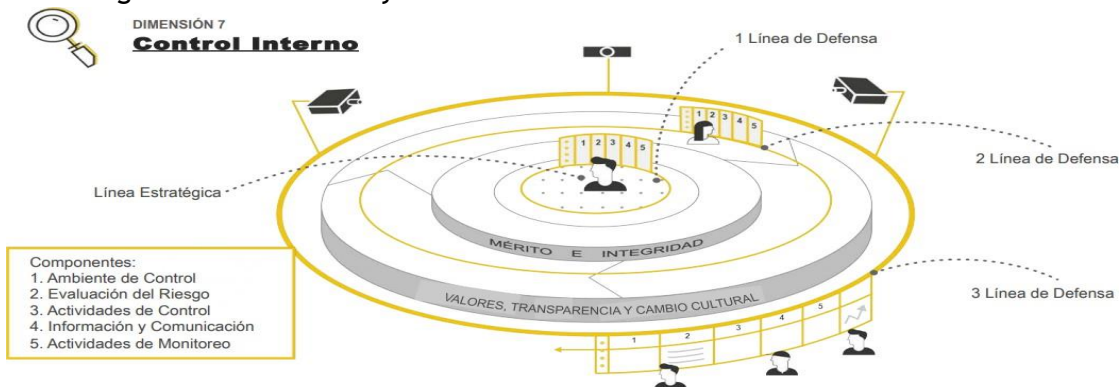 DIMENSIÓN 7
Control Interno
1 Línea de Defensa
1 2 3 4 5
1 2 3 4 5
2 Línea de Defensa
Línea Estratégica
MÉRITO E INTEGRIDAD
VALORES, TRANSPARENCIA Y CAMBIO CULTURAL
3 Línea de Defensa
Componentes:
1. Ambiente de Control
2. Evaluación del Riesgo
3. Actividades de Control
4. Información y Comunicación
5. Actividades de Monitoreo
1 2 3 4 5